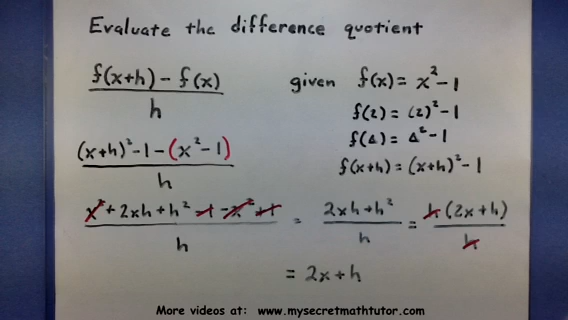 Evaluate the difference quotient
f(x+h) - f(x) / h given f(x) = x² - 1
f(2) = (2)² - 1
f(△) = △² - 1
f(x+h) = (x+h)² - 1
(x+h)² - 1 - (x² - 1) / h
x² + 2xh + h² - 1 - x² + 1 / h = 2xh + h² / h = h(2x+h) / h
= 2x + h
More videos at: www.mysecretmathtutor.com